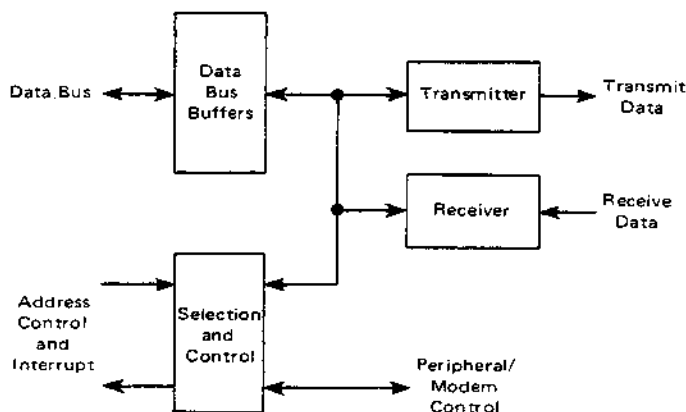 Data Bus
Data
Bus
Buffers
Transmitter
Transmit
Data
Receiver
Receive
Data
Address
Control
and
Interrupt
Selection
and
Control
Peripheral/
Modem
Control